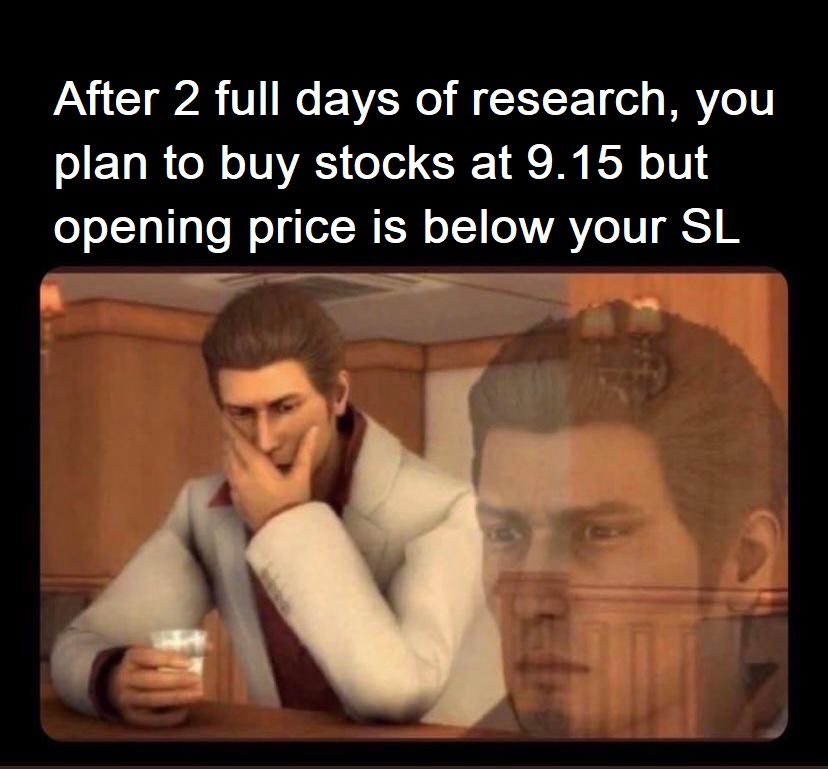 After 2 full days of research, you
plan to buy stocks at 9.15 but
opening price is below your SL